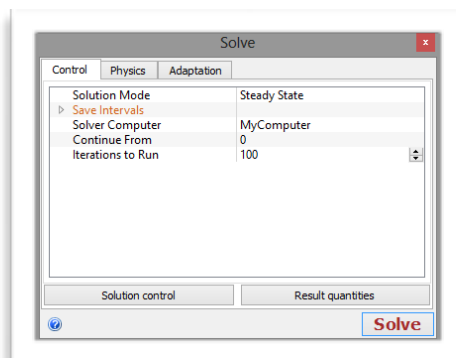 Solve
x
Control Physics Adaptation
Solution Mode Steady State
Save Intervals
Solver Computer MyComputer
Continue From 0
Iterations to Run 100
Solution control Result quantities
? Solve